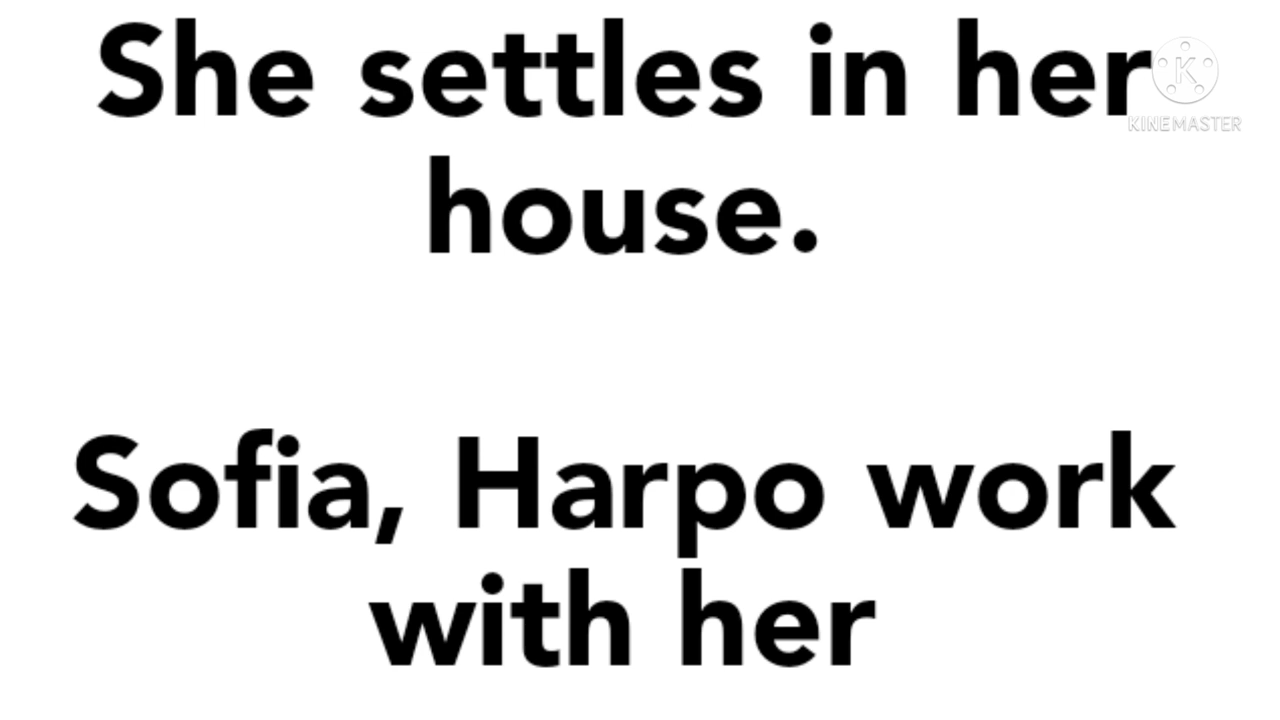 She settles in her
K
KINEMASTER
house.
Sofia, Harpo work
with her